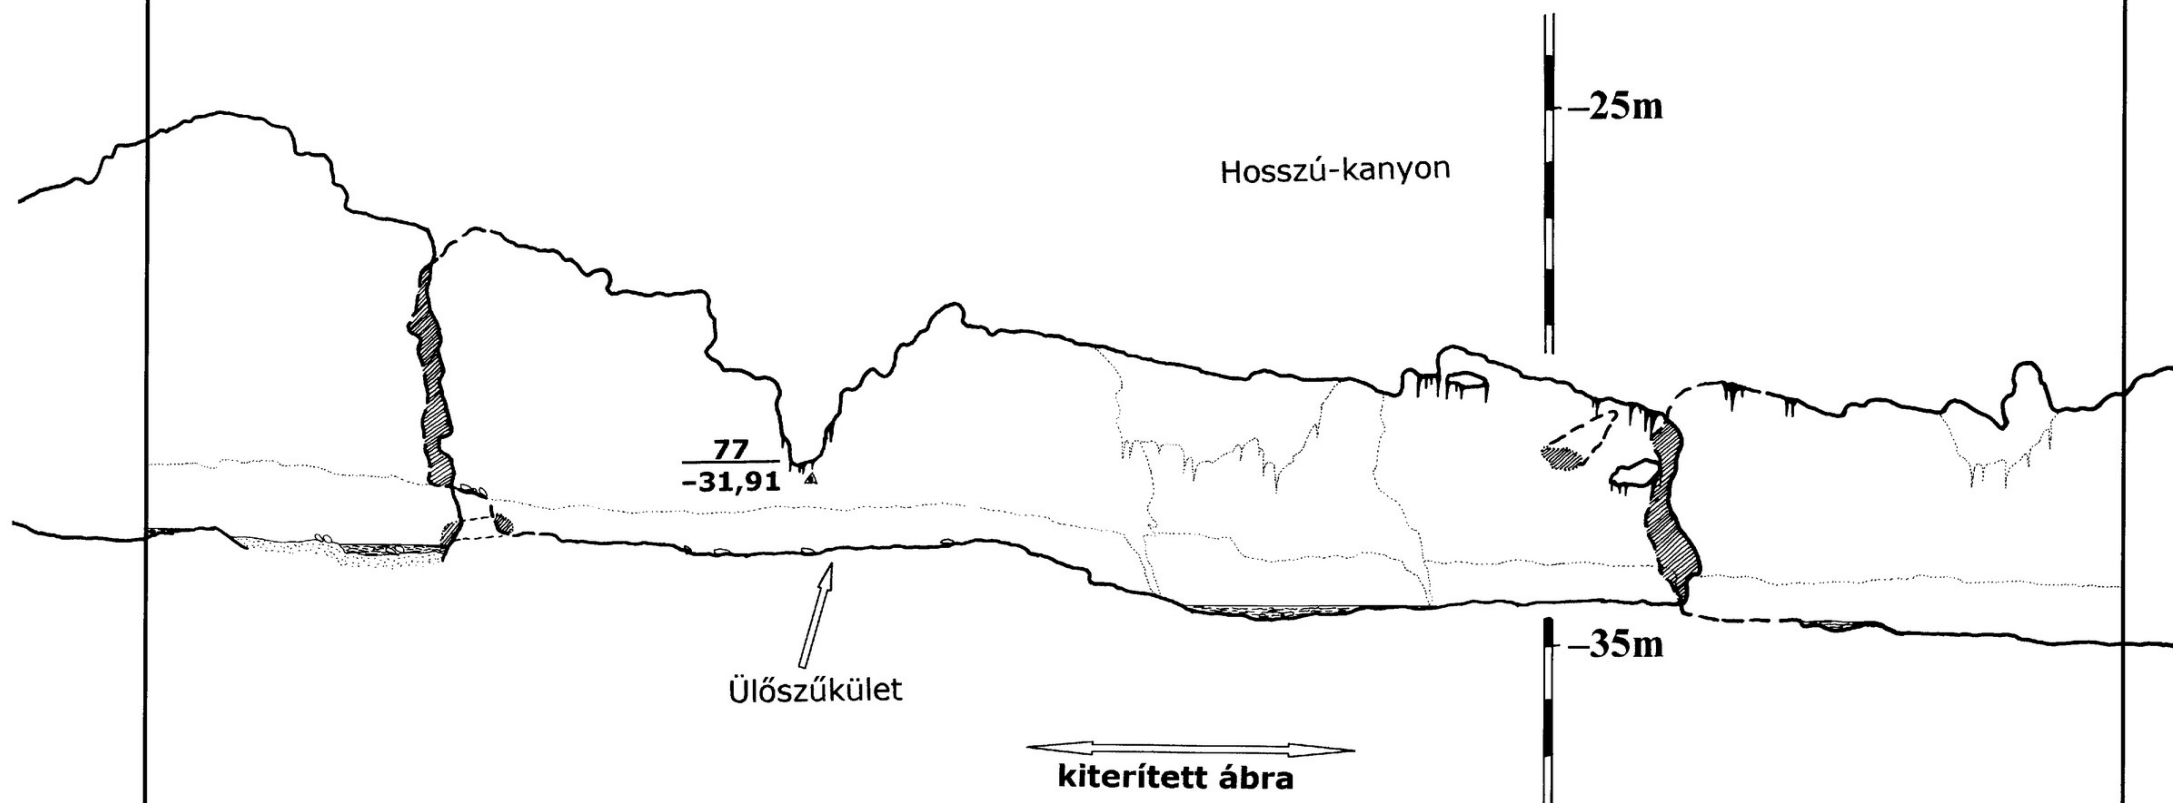 –25m
Hosszú-kanyon
77
–31,91
–35m
Ülőszűkület
kiterített ábra